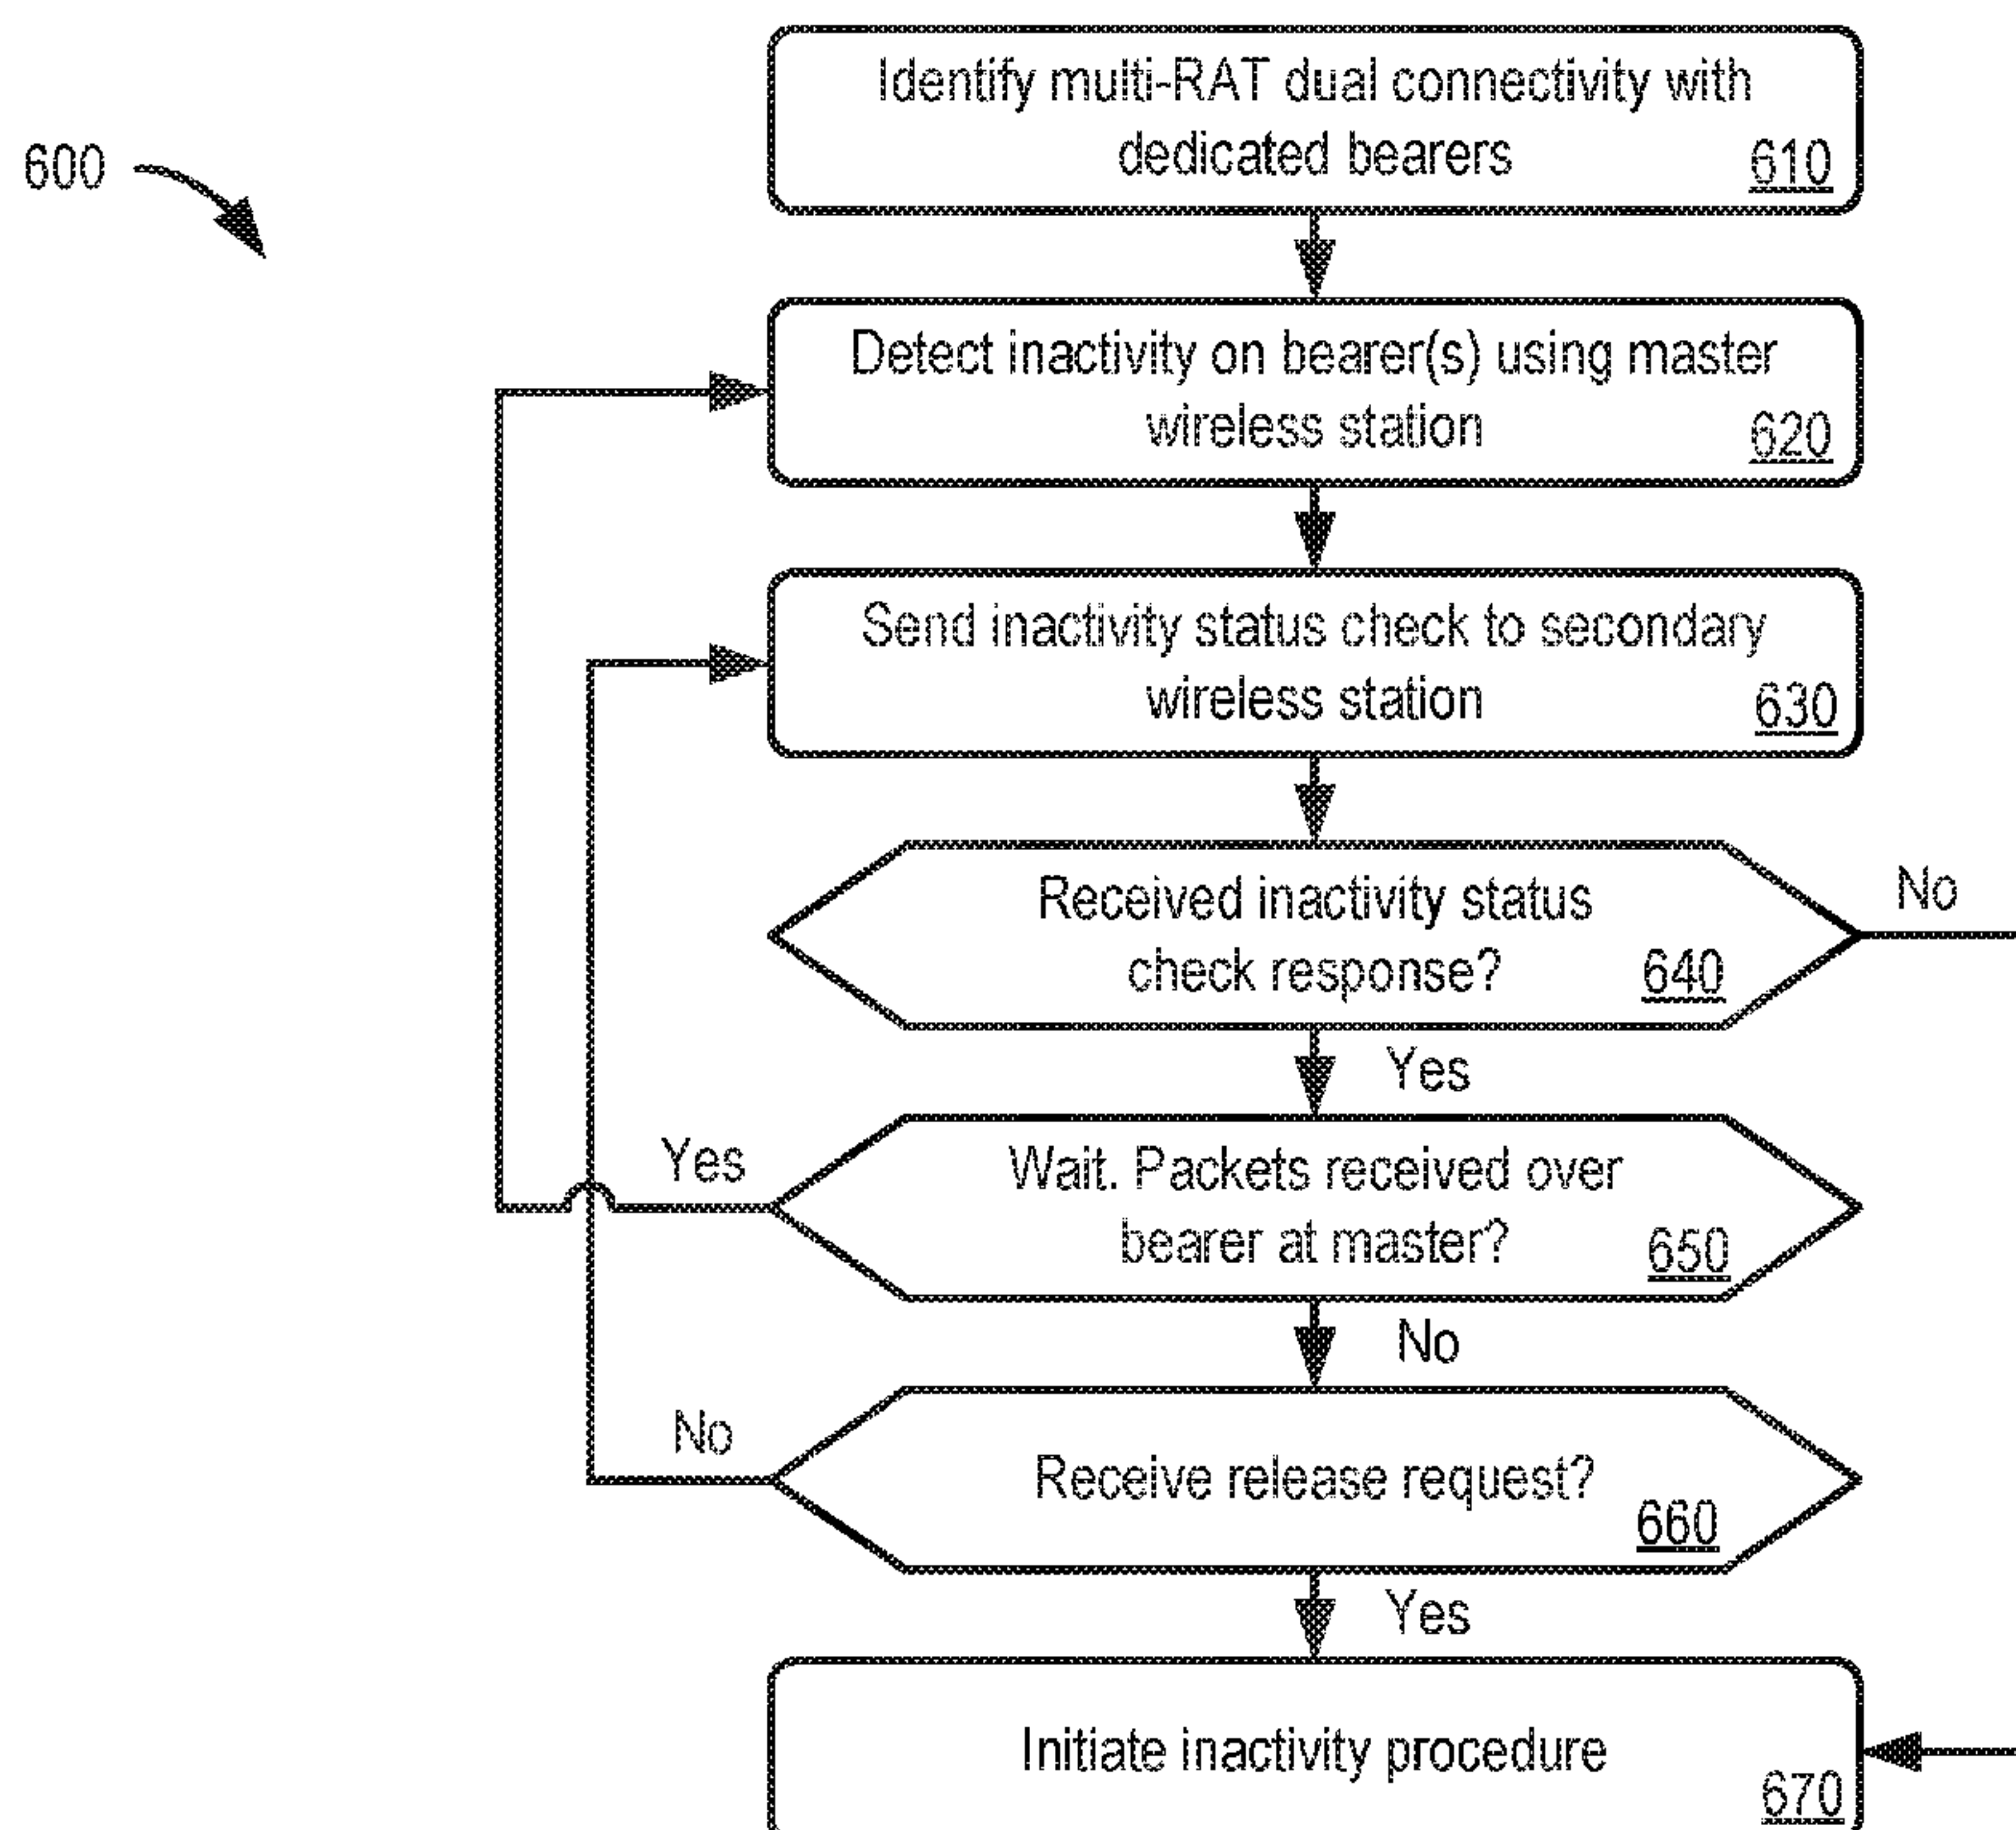 600
Identify multi-RAT dual connectivity with
dedicated bearers
610
Detect inactivity on bearer(s) using master
wireless station
620
Send inactivity status check to secondary
wireless station
630
Received inactivity status
check response?
640
No
Yes
Wait. Packets received over
bearer at master?
650
Yes
No
Receive release request?
660
No
Yes
Initiate inactivity procedure
670